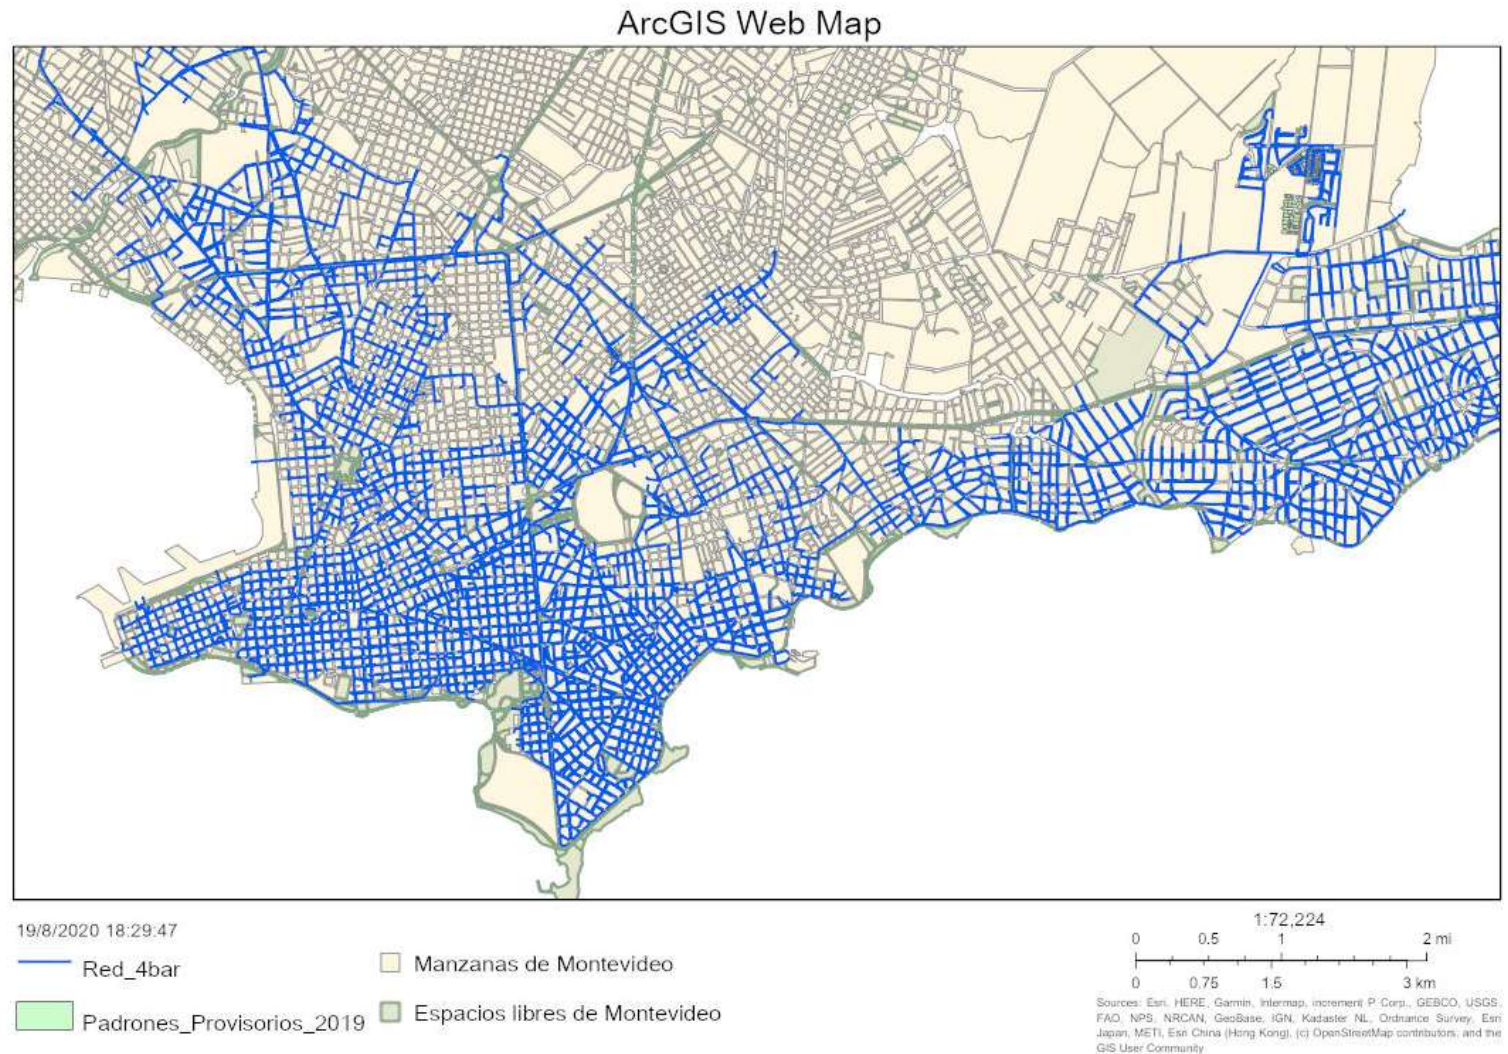 ArcGIS Web Map
19/8/2020 18:29:47
Red_4bar
Padrones_Provisorios_2019
Manzanas de Montevideo
Espacios libres de Montevideo
1:72,224
0 0.5 1 2 mi
0 0.75 1.5 3 km
Sources: Esri, HERE, Garmin, Intermap, increment P Corp., GEBCO, USGS,
FAO, NPS, NRCAN, GeoBase, IGN, Kadaster NL, Ordnance Survey, Esri
Japan, METI, Esri China (Hong Kong), (c) OpenStreetMap contributors, and the
GIS User Community